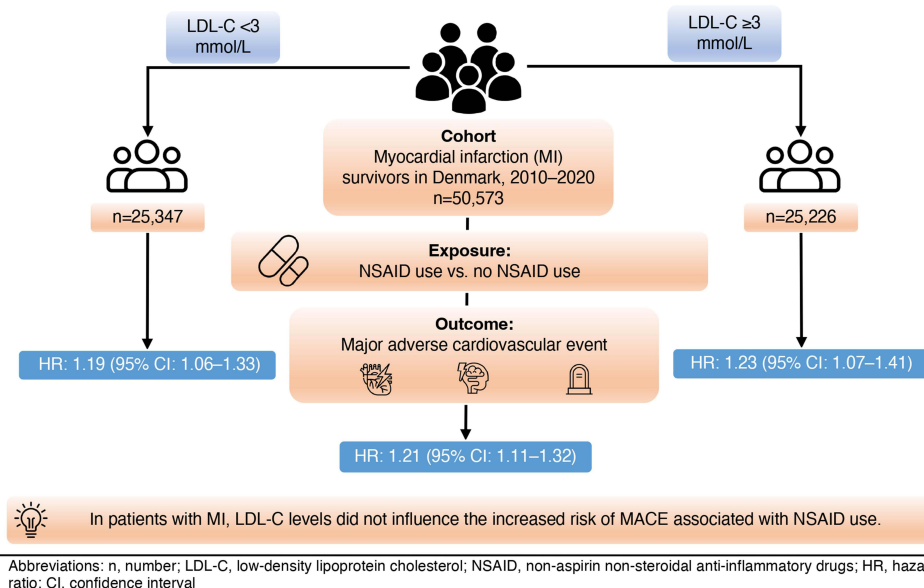 LDL-C <3
mmol/L
LDL-C ≥3
mmol/L
Cohort
Myocardial infarction (MI)
survivors in Denmark, 2010–2020
n=50,573
n=25,347
n=25,226
Exposure:
NSAID use vs. no NSAID use
Outcome:
Major adverse cardiovascular event
HR: 1.19 (95% CI: 1.06–1.33)
HR: 1.23 (95% CI: 1.07–1.41)
HR: 1.21 (95% CI: 1.11–1.32)
In patients with MI, LDL-C levels did not influence the increased risk of MACE associated with NSAID use.
Abbreviations: n, number; LDL-C, low-density lipoprotein cholesterol; NSAID, non-aspirin non-steroidal anti-inflammatory drugs; HR, haza
ratio; CI, confidence interval